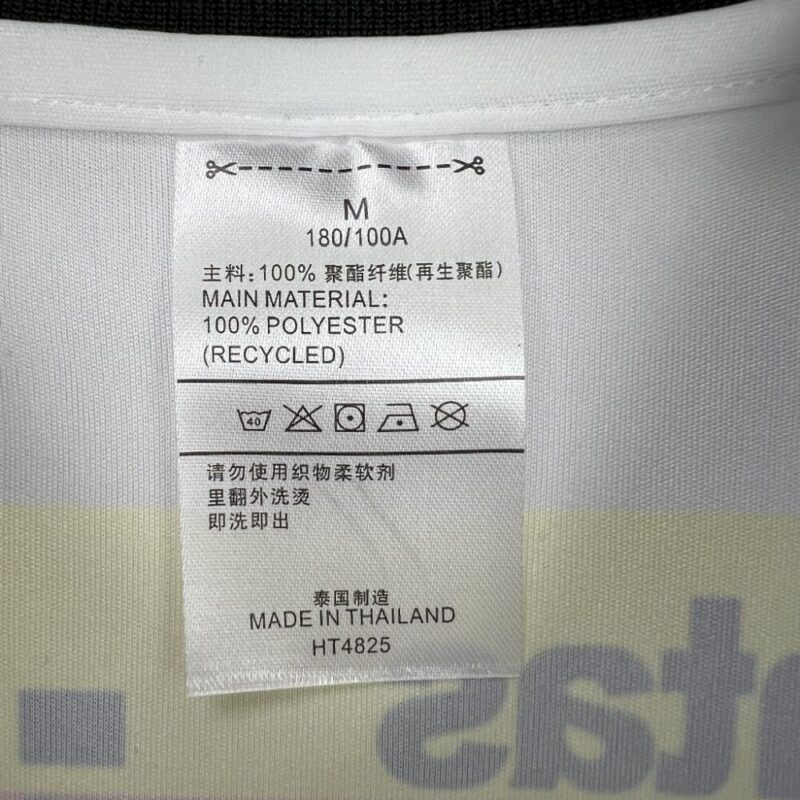 M
180/100A
主料:100% 聚酯纤维(再生聚酯)
MAIN MATERIAL:
100% POLYESTER
(RECYCLED)
40
请勿使用织物柔软剂
里翻外洗烫
即洗即出
泰国制造
MADE IN THAILAND
HT4825
tas